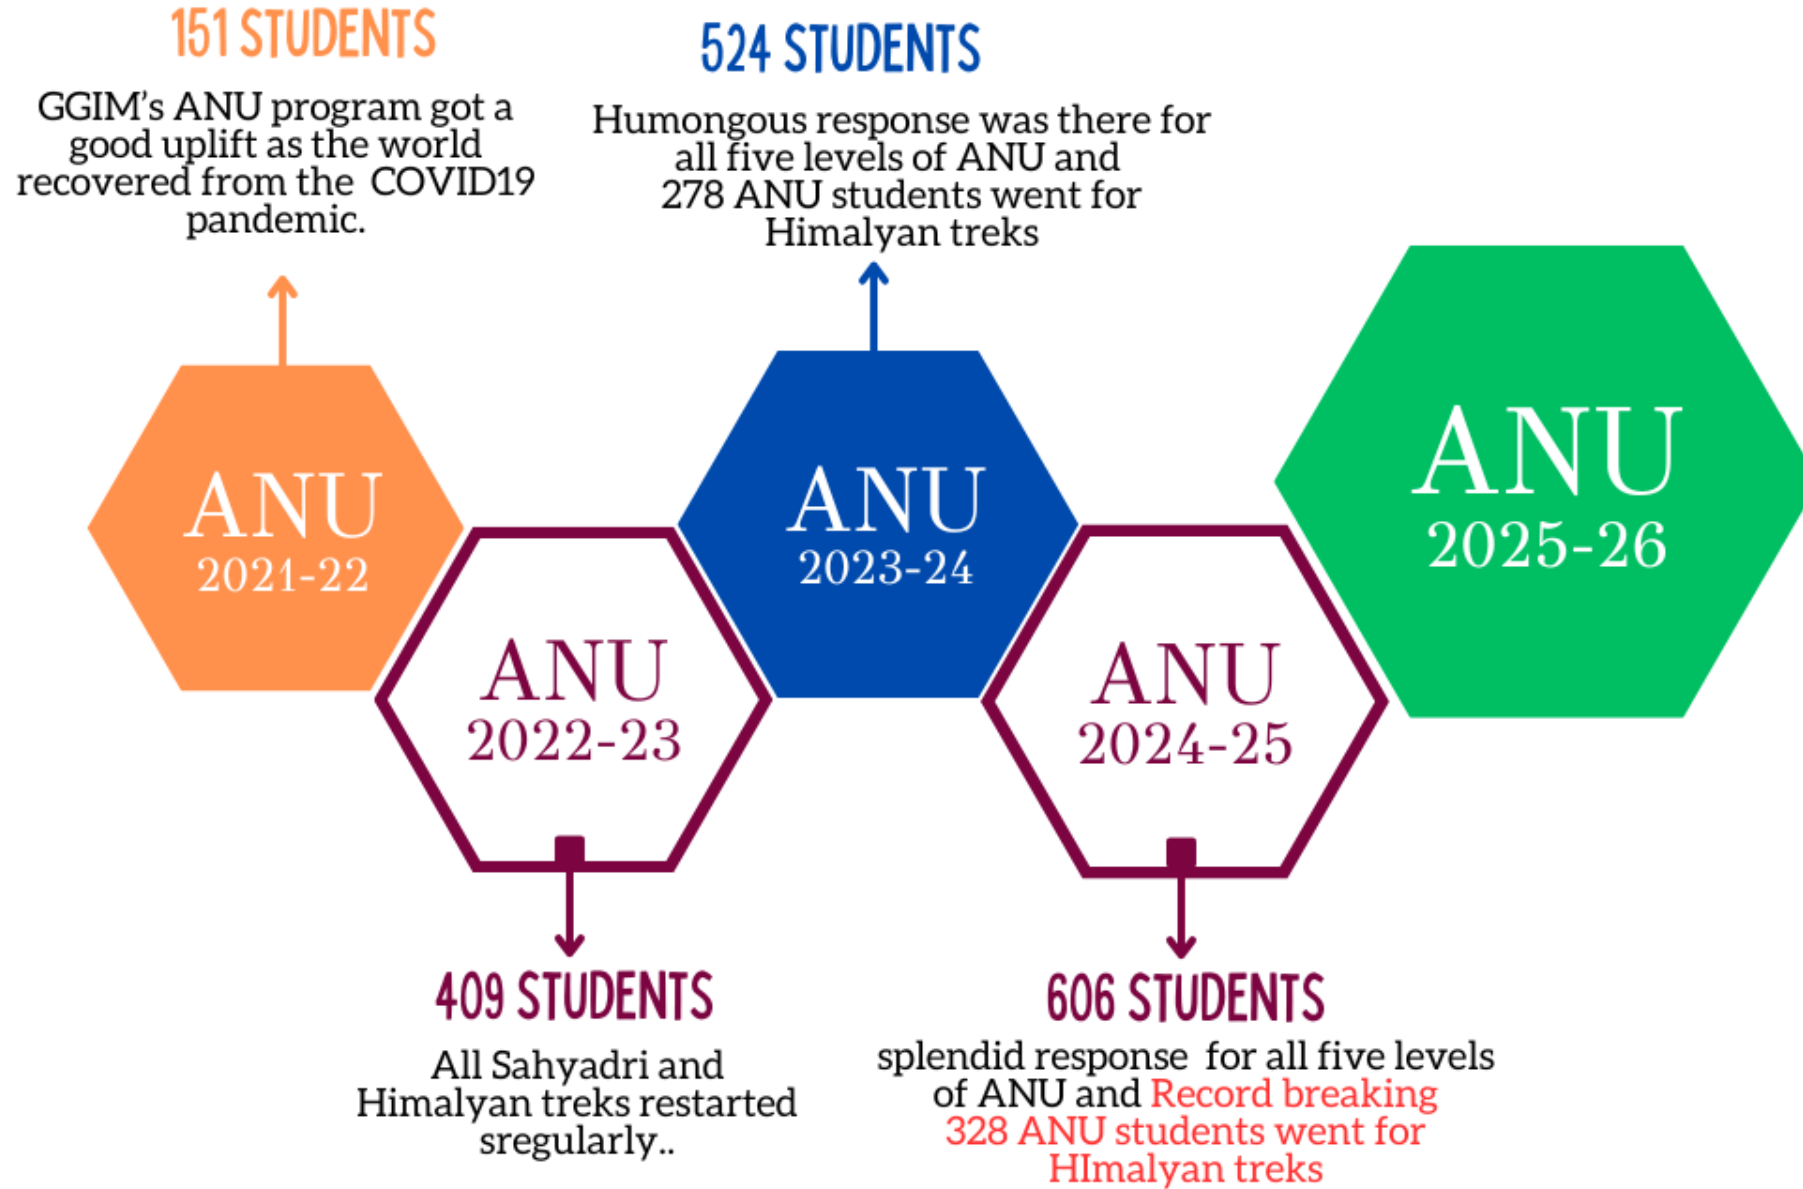 151 STUDENTS
GGIM's ANU program got a
good uplift as the world
recovered from the COVID19
pandemic.
524 STUDENTS
Humongous response was there for
all five levels of ANU and
278 ANU students went for
Himalyan treks
ANU
2021-22
ANU
2022-23
ANU
2023-24
ANU
2024-25
ANU
2025-26
409 STUDENTS
All Sahyadri and
Himalyan treks restarted
sregularly..
606 STUDENTS
splendid response for all five levels
of ANU and Record breaking
328 ANU students went for
HImalyan treks